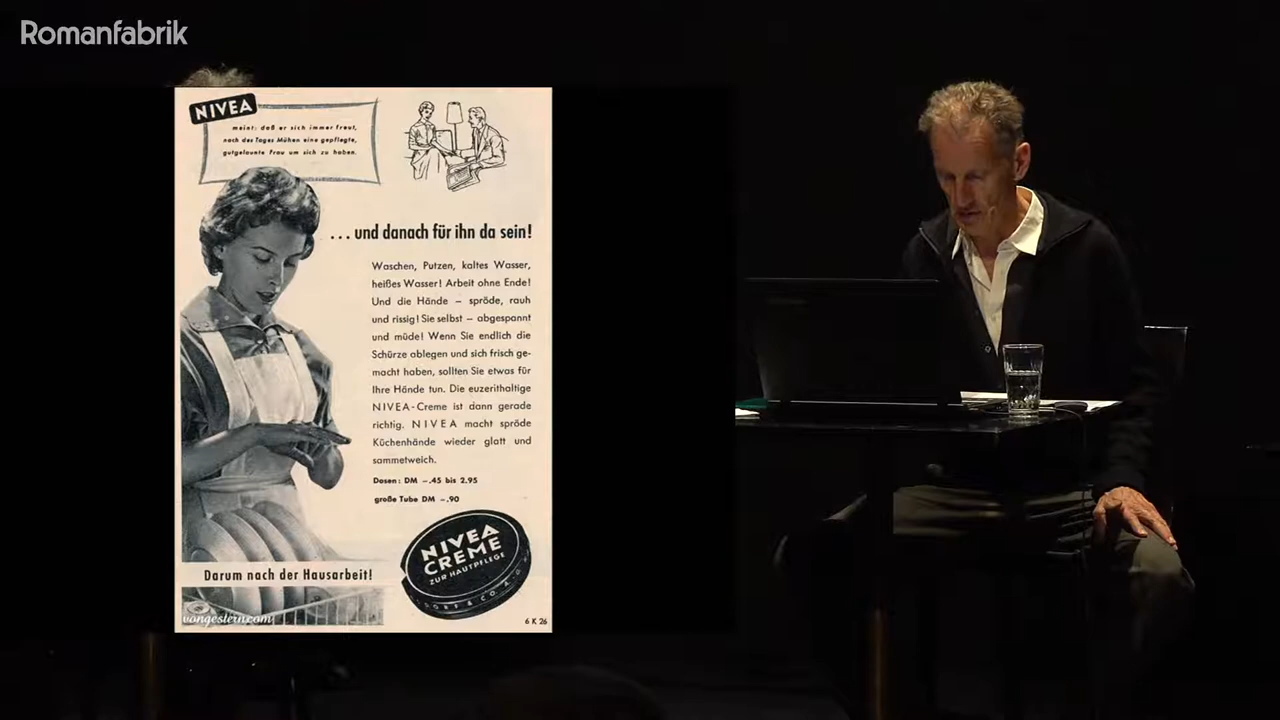 Romanfabrik
NIVEA
meint: daß er sich immer freut,
nach des Tages Mühen eine gepflegte,
gutgelaunte Frau um sich zu haben.
... und danach für ihn da sein!
Waschen, Putzen, kaltes Wasser,
heißes Wasser! Arbeit ohne Ende!
Und die Hände – spröde, rauh
und rissig! Sie selbst – abgespannt
und müde! Wenn Sie endlich die
Schürze ablegen und sich frisch ge-
macht haben, sollten Sie etwas für
Ihre Hände tun. Die euzerithaltige
NIVEA-Creme ist dann gerade
richtig. NIVEA macht spröde
Küchenhände wieder glatt und
sammetweich.
Dosen: DM –.45 bis 2.95
große Tube DM –.90
NIVEA
CREME
ZUR HAUTPFLEGE
DORF & CO. A.G.
Darum nach der Hausarbeit!
vongestern.com
6 K 26